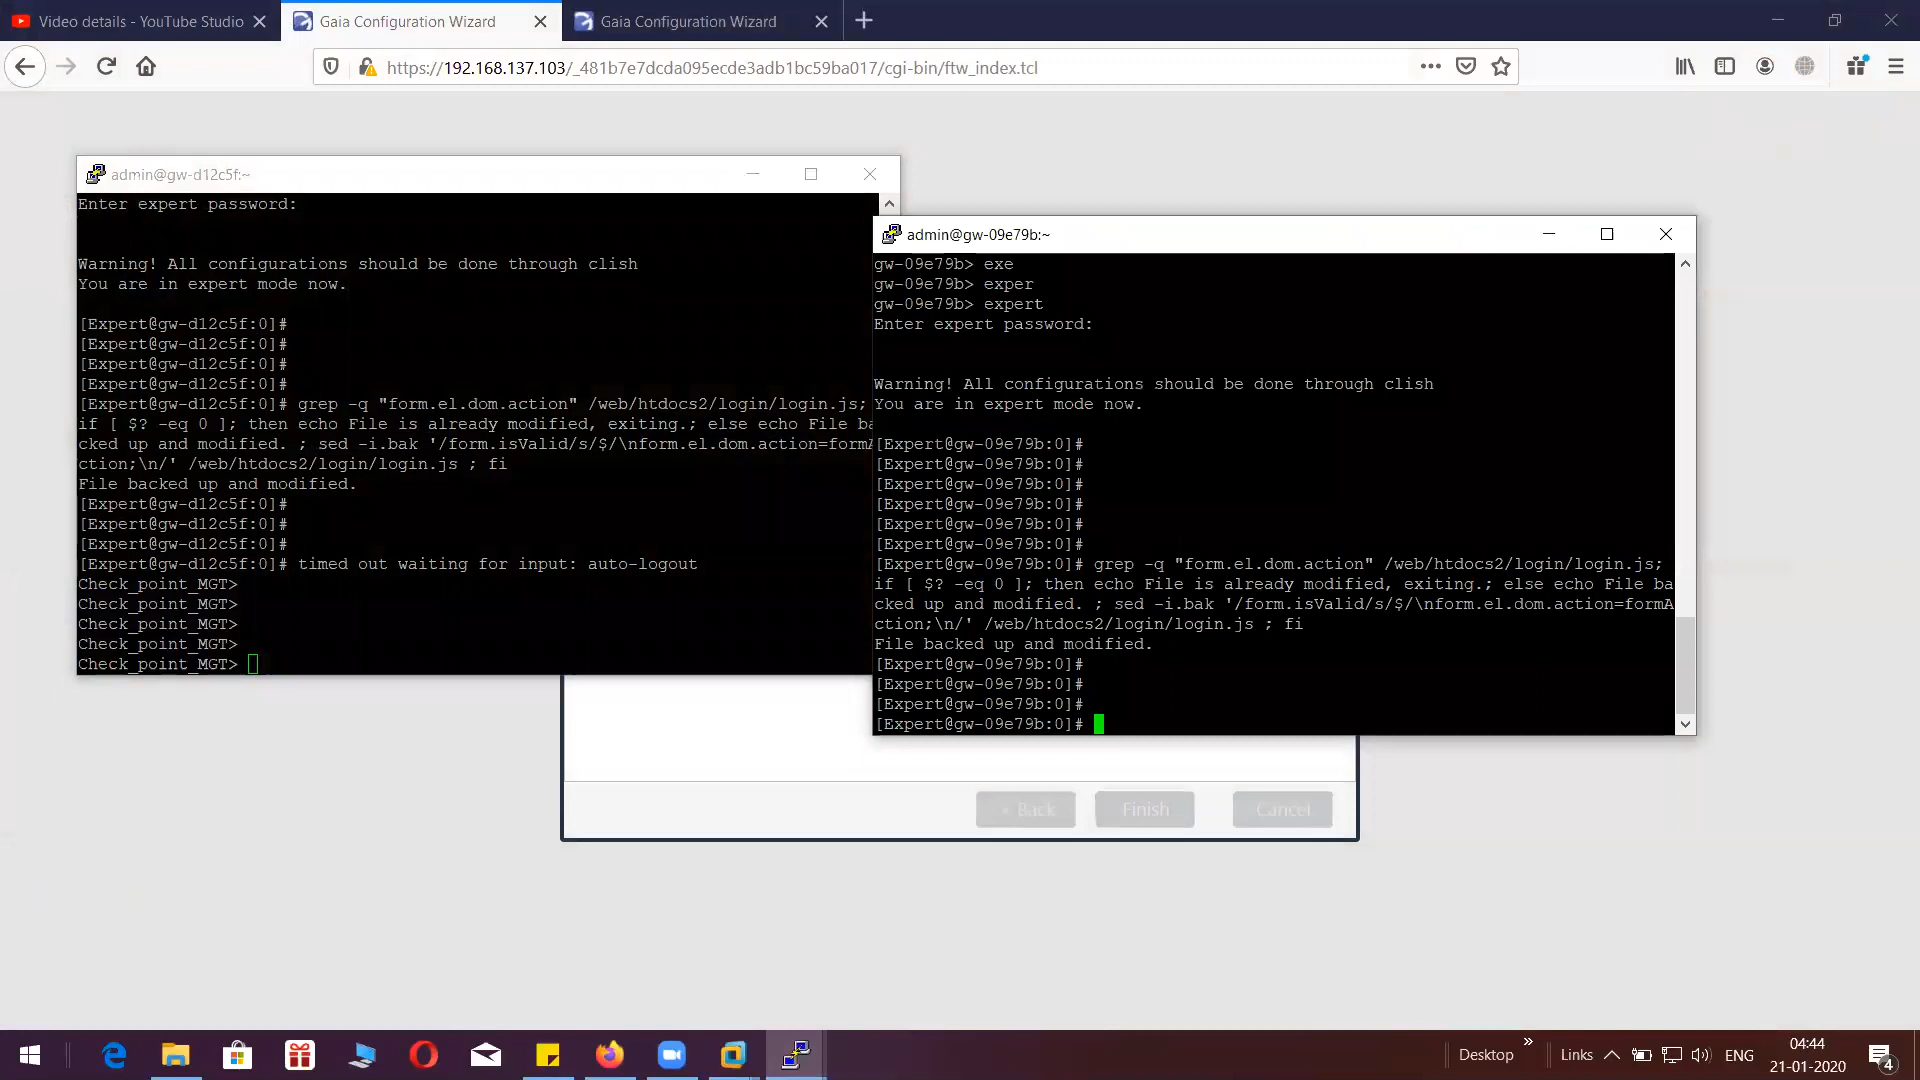 Video details - YouTube Studio
Gaia Configuration Wizard
Gaia Configuration Wizard
https://192.168.137.103/_481b7e7dcda095ecde3adb1bc59ba017/cgi-bin/ftw_index.tcl
admin@gw-d12c5f:~
Enter expert password:
Warning! All configurations should be done through clish
You are in expert mode now.
[Expert@gw-d12c5f:0]#
[Expert@gw-d12c5f:0]#
[Expert@gw-d12c5f:0]#
[Expert@gw-d12c5f:0]#
[Expert@gw-d12c5f:0]# grep -q "form.el.dom.action" /web/htdocs2/login/login.js;
if [ $? -eq 0 ]; then echo File is already modified, exiting.; else echo File ba
cked up and modified. ; sed -i.bak '/form.isValid/s/$/\nform.el.dom.action=formA
ction;\n/' /web/htdocs2/login/login.js ; fi
File backed up and modified.
[Expert@gw-d12c5f:0]#
[Expert@gw-d12c5f:0]#
[Expert@gw-d12c5f:0]#
[Expert@gw-d12c5f:0]# timed out waiting for input: auto-logout
Check_point_MGT>
Check_point_MGT>
Check_point_MGT>
Check_point_MGT>
Check_point_MGT>
admin@gw-09e79b:~
gw-09e79b> exe
gw-09e79b> exper
gw-09e79b> expert
Enter expert password:
Warning! All configurations should be done through clish
You are in expert mode now.
[Expert@gw-09e79b:0]#
[Expert@gw-09e79b:0]#
[Expert@gw-09e79b:0]#
[Expert@gw-09e79b:0]#
[Expert@gw-09e79b:0]#
[Expert@gw-09e79b:0]#
[Expert@gw-09e79b:0]# grep -q "form.el.dom.action" /web/htdocs2/login/login.js;
if [ $? -eq 0 ]; then echo File is already modified, exiting.; else echo File ba
cked up and modified. ; sed -i.bak '/form.isValid/s/$/\nform.el.dom.action=formA
ction;\n/' /web/htdocs2/login/login.js ; fi
File backed up and modified.
[Expert@gw-09e79b:0]#
[Expert@gw-09e79b:0]#
[Expert@gw-09e79b:0]#
[Expert@gw-09e79b:0]#
Back
Finish
Cancel
Desktop
Links
ENG
04:44
21-01-2020
4